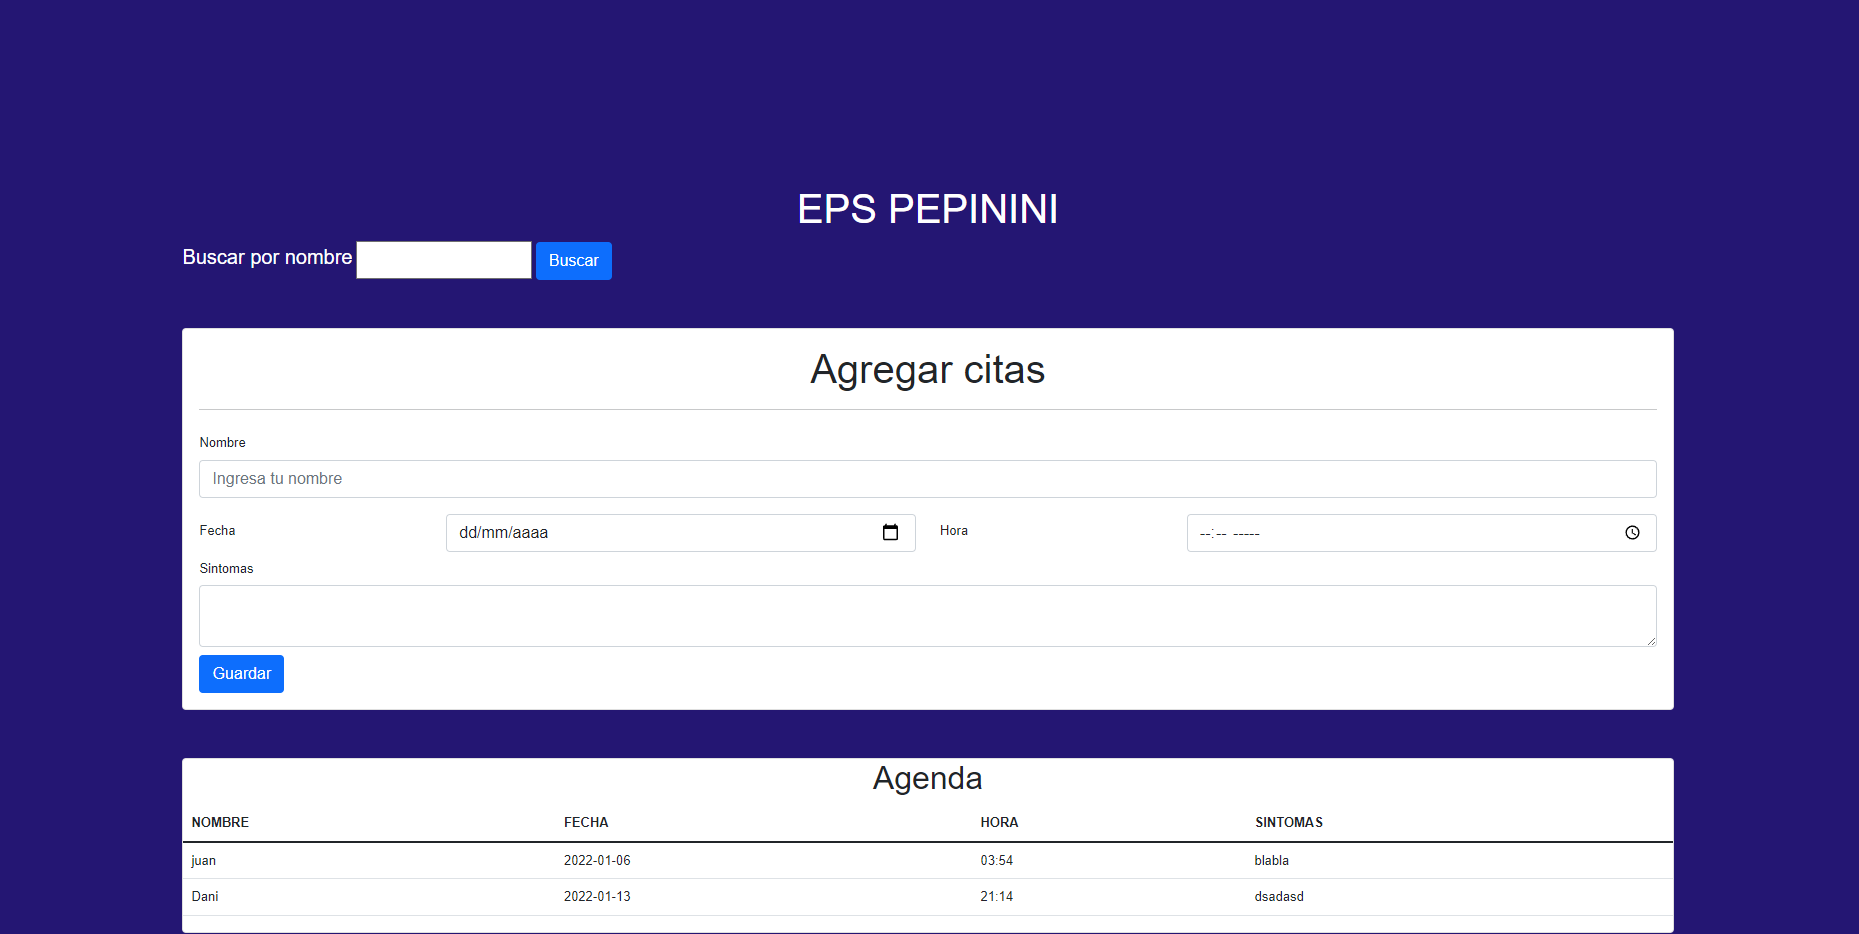 EPS PEPININI
Buscar por nombre Buscar
Agregar citas
Nombre
Ingresa tu nombre
Fecha dd/mm/aaaa Hora --:-- -----
Sintomas
Guardar
Agenda
NOMBRE FECHA HORA SINTOMAS
juan 2022-01-06 03:54 blabla
Dani 2022-01-13 21:14 dsadasd